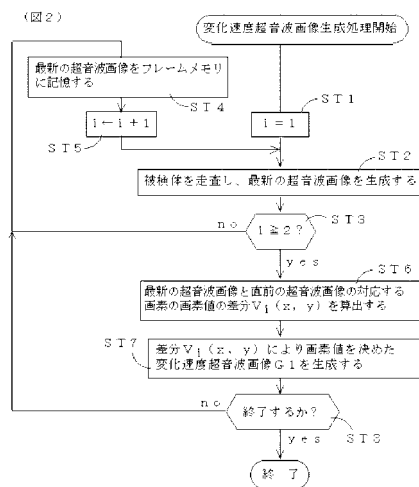 (図2)
変化速度超音波画像生成処理開始
最新の超音波画像をフレームメモリ
に記憶する
ST4
ST1
i←i+1
i=1
ST5
ST2
被検体を走査し、最新の超音波画像を生成する
no
ST3
i≧2?
yes
ST6
最新の超音波画像と直前の超音波画像の対応する
画素の画素値の差分Vi(x,y)を算出する
ST7
差分Vi(x,y)により画素値を決めた
変化速度超音波画像G1を生成する
no
終了するか?
yes
ST8
終了